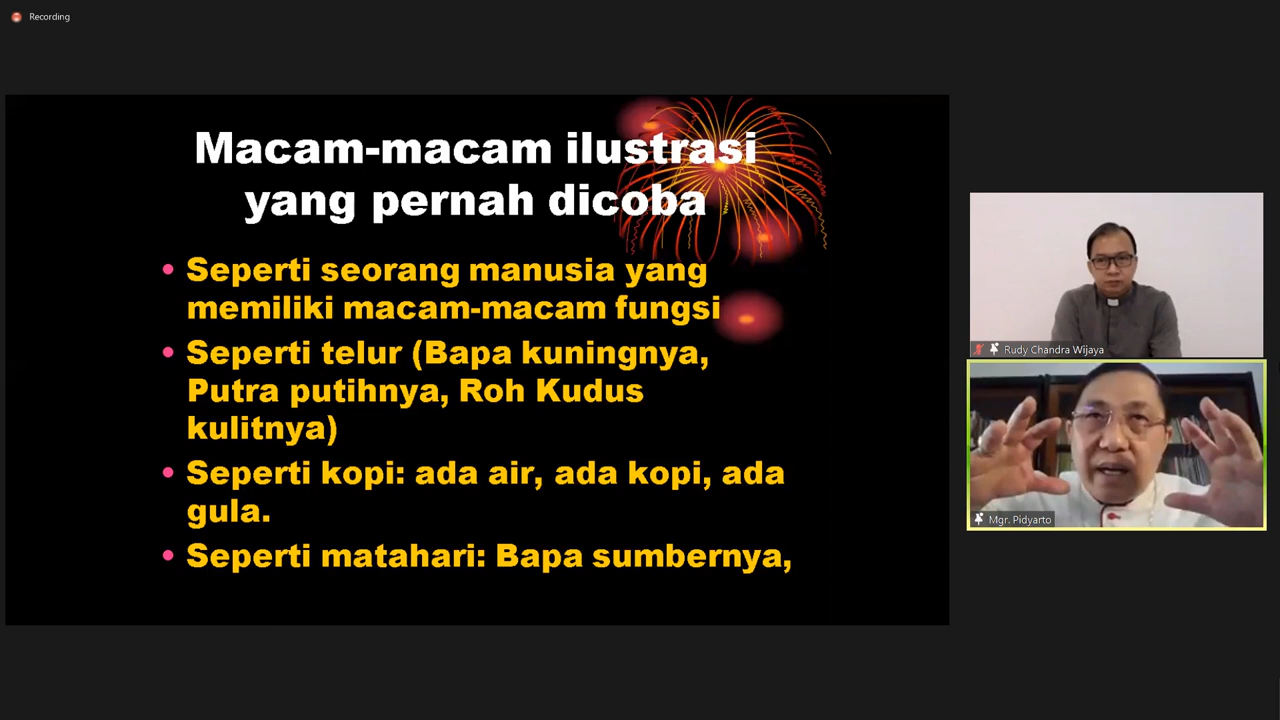 Recording
Macam-macam ilustrasi
yang pernah dicoba
• Seperti seorang manusia yang
memiliki macam-macam fungsi
• Seperti telur (Bapa kuningnya,
Putra putihnya, Roh Kudus
kulitnya)
• Seperti kopi: ada air, ada kopi, ada
gula.
• Seperti matahari: Bapa sumbernya,
Rudy Chandra Wijaya
Mgr. Pidyarto